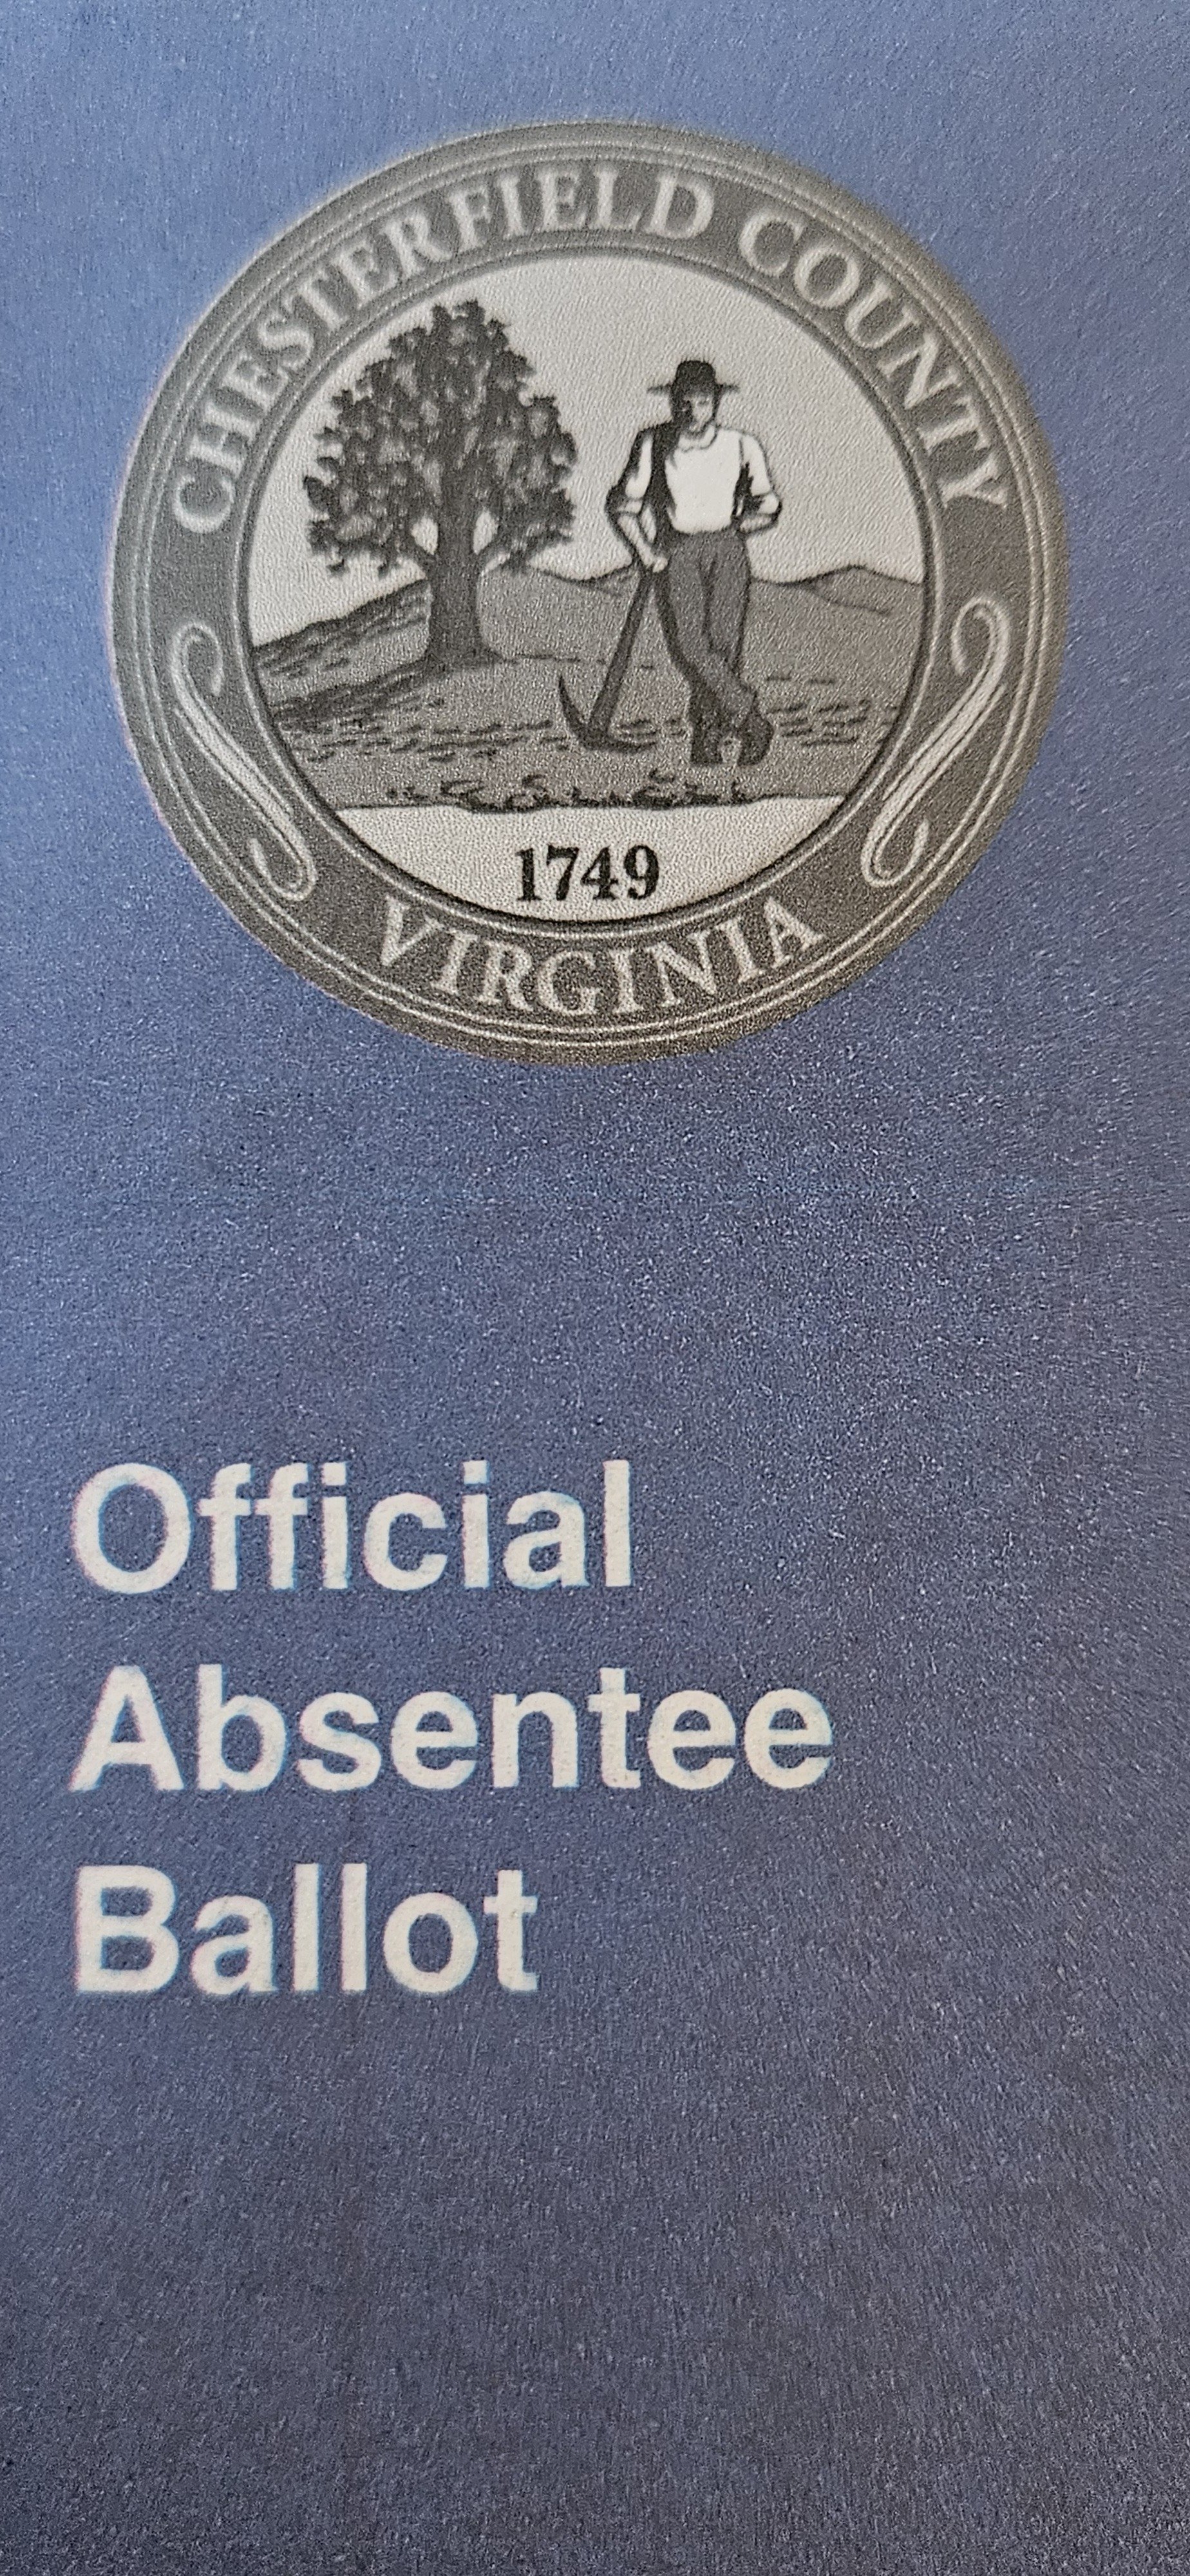 CHESTERFIELD COUNTY
1749
VIRGINIA
Official
Absentee
Ballot